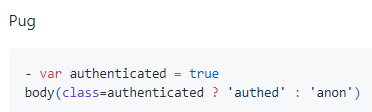 Pug
- var authenticated = true
body(class=authenticated ? 'authed' : 'anon')